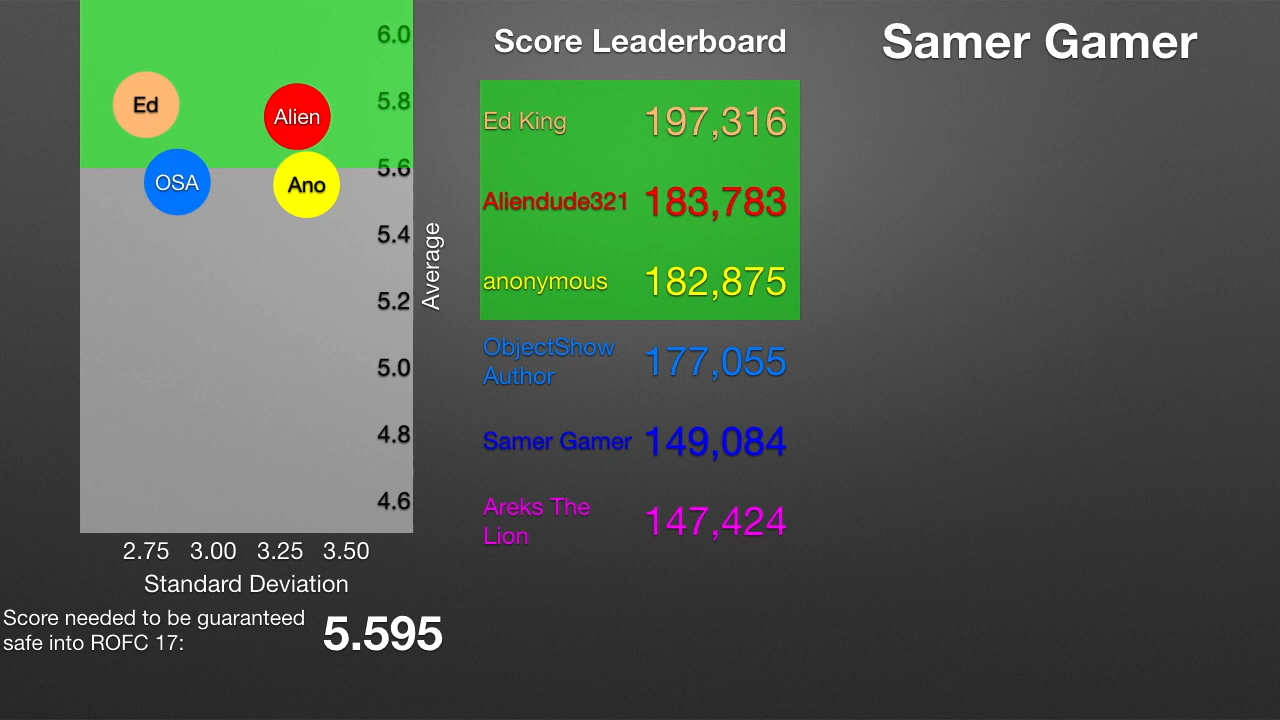 Score Leaderboard
Samer Gamer
6.0
5.8
5.6
5.4
5.2
5.0
4.8
4.6
Ed
Alien
OSA
Ano
Average
2.75 3.00 3.25 3.50
Standard Deviation
Score needed to be guaranteed
safe into ROFC 17:
5.595
Ed King 197,316
Aliendude321 183,783
anonymous 182,875
ObjectShow
Author 177,055
Samer Gamer 149,084
Areks The
Lion 147,424